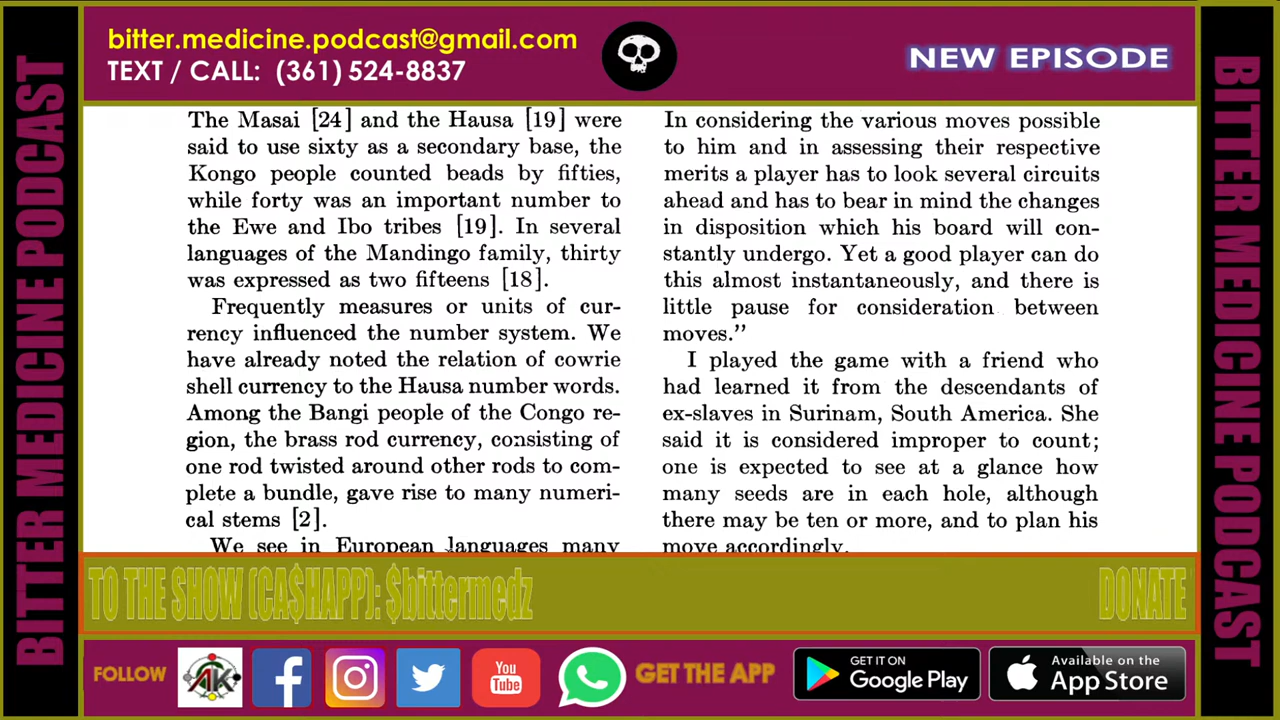 bitter.medicine.podcast@gmail.com
TEXT / CALL: (361) 524-8837
NEW EPISODE
BITTER MEDICINE PODCAST
The Masai [24] and the Hausa [19] were
said to use sixty as a secondary base, the
Kongo people counted beads by fifties,
while forty was an important number to
the Ewe and Ibo tribes [19]. In several
languages of the Mandingo family, thirty
was expressed as two fifteens [18].
Frequently measures or units of cur-
rency influenced the number system. We
have already noted the relation of cowrie
shell currency to the Hausa number words.
Among the Bangi people of the Congo re-
gion, the brass rod currency, consisting of
one rod twisted around other rods to com-
plete a bundle, gave rise to many numeri-
cal stems [2].
We see in European languages many
In considering the various moves possible
to him and in assessing their respective
merits a player has to look several circuits
ahead and has to bear in mind the changes
in disposition which his board will con-
stantly undergo. Yet a good player can do
this almost instantaneously, and there is
little pause for consideration between
moves.”
I played the game with a friend who
had learned it from the descendants of
ex-slaves in Surinam, South America. She
said it is considered improper to count;
one is expected to see at a glance how
many seeds are in each hole, although
there may be ten or more, and to plan his
move accordingly.
BITTER MEDICINE PODCAST
TO THE SHOW (CA$HAPP): $bittermedz
DONATE
FOLLOW
ATK
You
Tube
GET THE APP
GET IT ON
Google Play
Available on the
App Store